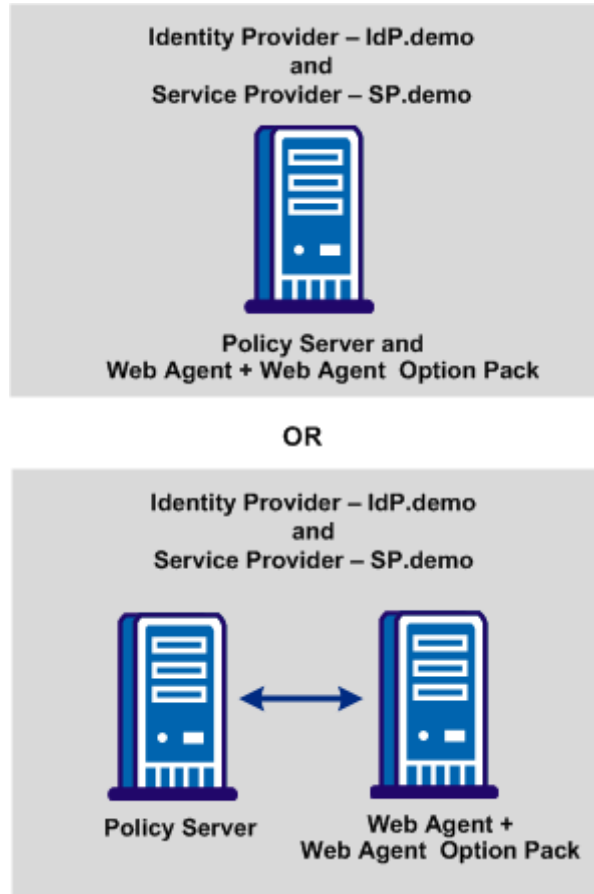 Identity Provider – IdP.demo
and
Service Provider – SP.demo
Policy Server and
Web Agent + Web Agent Option Pack
OR
Identity Provider – IdP.demo
and
Service Provider – SP.demo
Policy Server
Web Agent +
Web Agent Option Pack